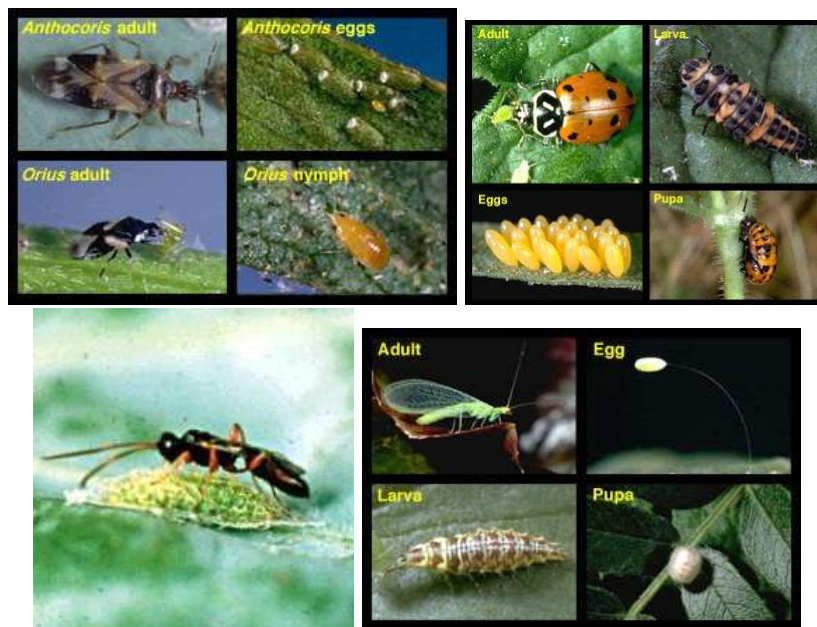 Anthocoris adult
Anthocoris eggs
Orius adult
Orius nymph
Adult
Larva
Eggs
Pupa
Adult
Egg
Larva
Pupa